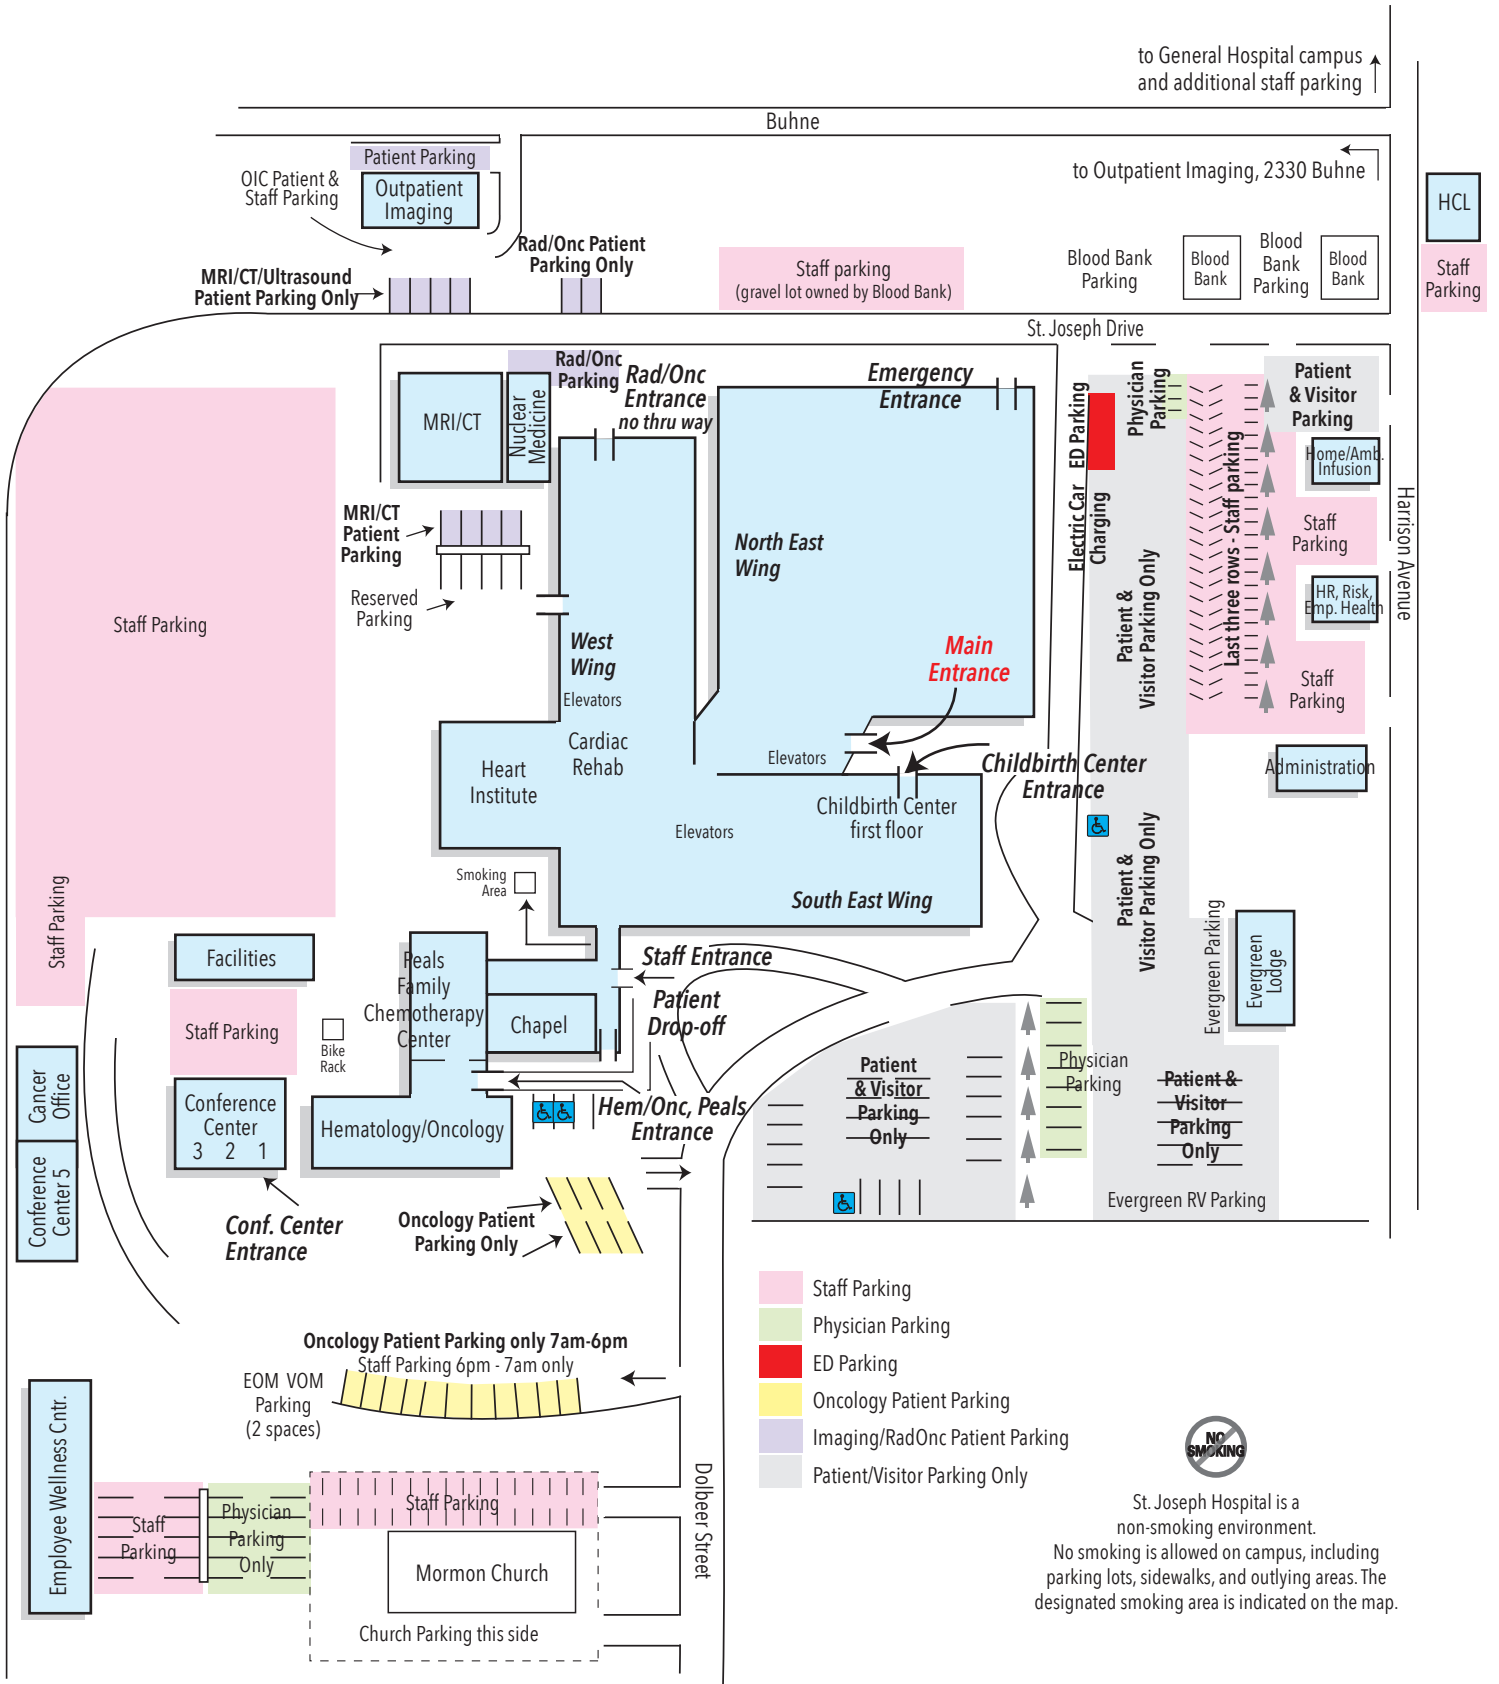 to General Hospital campus
and additional staff parking
Buhne
to Outpatient Imaging, 2330 Buhne
Patient Parking
OIC Patient &
Staff Parking
Outpatient
Imaging
HCL
Staff
Parking
Rad/Onc Patient
Parking Only
MRI/CT/Ultrasound
Patient Parking Only
Staff parking
(gravel lot owned by Blood Bank)
Blood Bank
Parking
Blood
Bank
Blood
Bank
Parking
Blood
Bank
St. Joseph Drive
Rad/Onc
Parking
Rad/Onc
Entrance
no thru way
Emergency
Entrance
MRI/CT
Nuclear
Medicine
ED Parking
Physician
Parking
Patient
& Visitor
Parking
Home/Amb.
Infusion
Last three rows - Staff parking
Electric Car
Charging
Harrison Avenue
MRI/CT
Patient
Parking
North East
Wing
Staff
Parking
Reserved
Parking
HR, Risk,
Emp. Health
Staff Parking
West
Wing
Patient &
Visitor Parking Only
Main
Entrance
Staff
Parking
Elevators
Cardiac
Rehab
Elevators
Heart
Institute
Childbirth Center
Entrance
Administration
Childbirth Center
first floor
Elevators
Patient &
Visitor Parking Only
Smoking
Area
South East Wing
Staff Parking
Evergreen Parking
Evergreen
Lodge
Facilities
Peals
Family
Chemotherapy
Center
Staff Entrance
Patient
Drop-off
Chapel
Staff Parking
Bike
Rack
Physician
Parking
Patient
& Visitor
Parking
Only
Patient &
Visitor
Parking
Only
Cancer
Office
Conference
Center
3 2 1
Hematology/Oncology
Hem/Onc, Peals
Entrance
Conference
Center 5
Evergreen RV Parking
Conf. Center
Entrance
Oncology Patient
Parking Only
Staff Parking
Physician Parking
ED Parking
Oncology Patient Parking
Imaging/RadOnc Patient Parking
Patient/Visitor Parking Only
Oncology Patient Parking only 7am-6pm
Staff Parking 6pm - 7am only
EOM VOM
Parking
(2 spaces)
Employee Wellness Cntr.
Dolbeer Street
NO
SMOKING
Staff
Parking
Physician
Parking
Only
Staff Parking
Mormon Church
Church Parking this side
St. Joseph Hospital is a
non-smoking environment.
No smoking is allowed on campus, including
parking lots, sidewalks, and outlying areas. The
designated smoking area is indicated on the map.